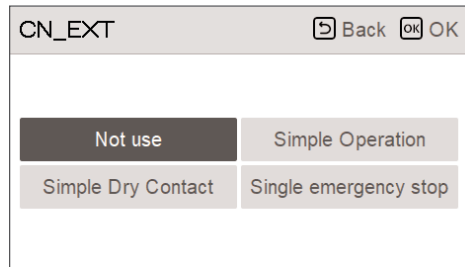 CN_EXT Back OK OK
Not use Simple Operation
Simple Dry Contact Single emergency stop